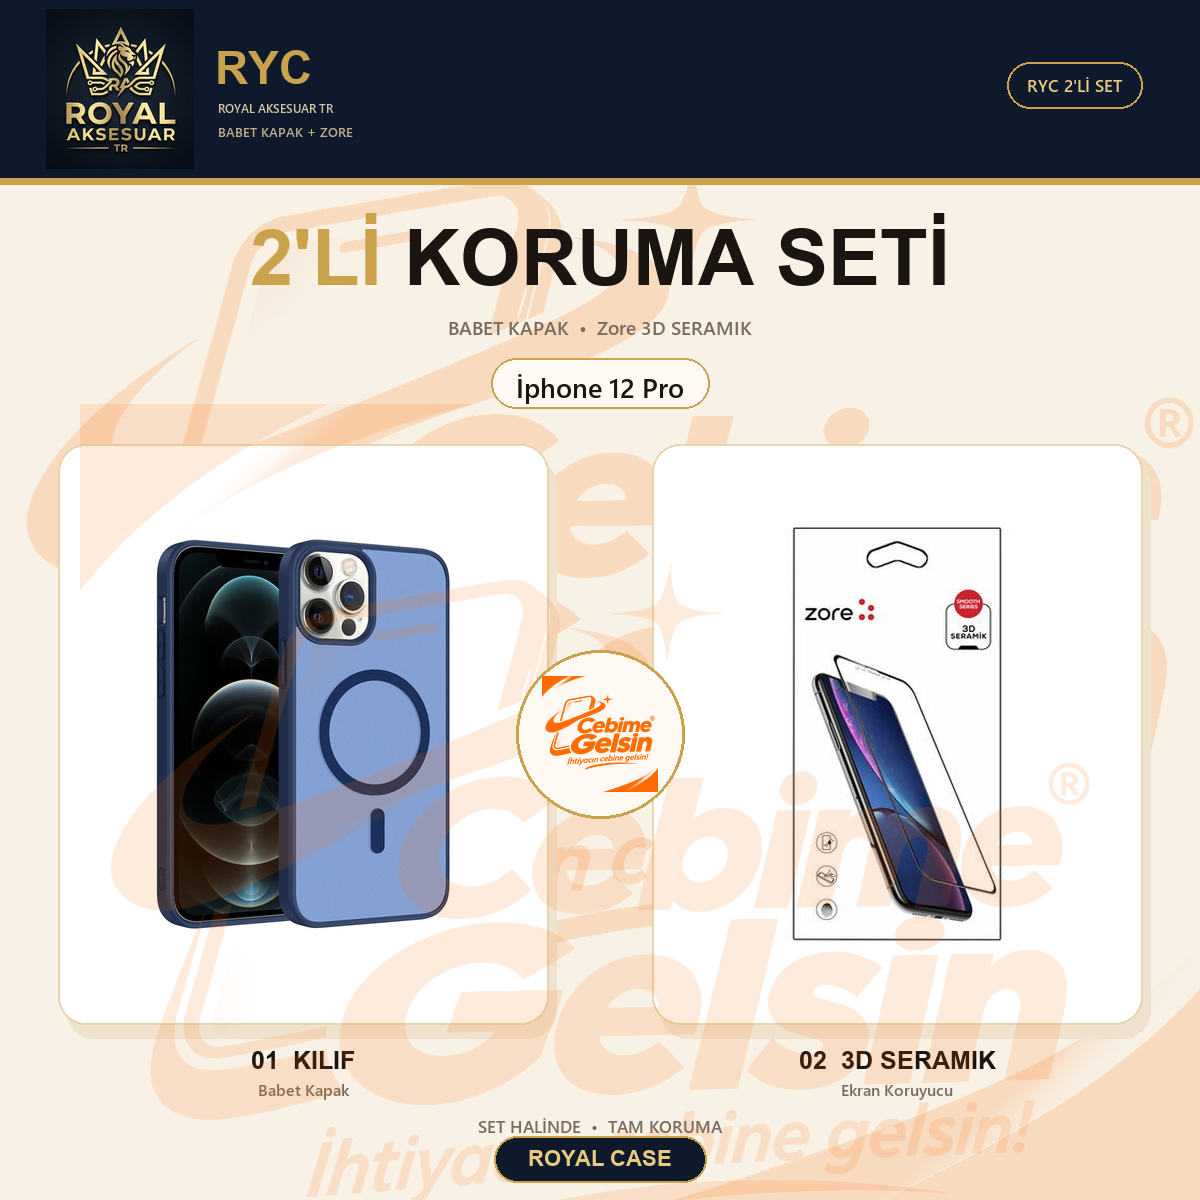 ROYAL
AKSESUAR
TR
RYC
ROYAL AKSESUAR TR
BABET KAPAK + ZORE
RYC 2'Lİ SET
2'Lİ KORUMA SETİ
BABET KAPAK • Zore 3D SERAMIK
İphone 12 Pro
zore
SMOOTH
SERIES
3D
SERAMİK
Cebime®
Gelsin
İhtiyacın cebine gelsin!
Cebime®
Gelsin
01 KILIF
Babet Kapak
02 3D SERAMIK
Ekran Koruyucu
SET HALİNDE • TAM KORUMA
ROYAL CASE